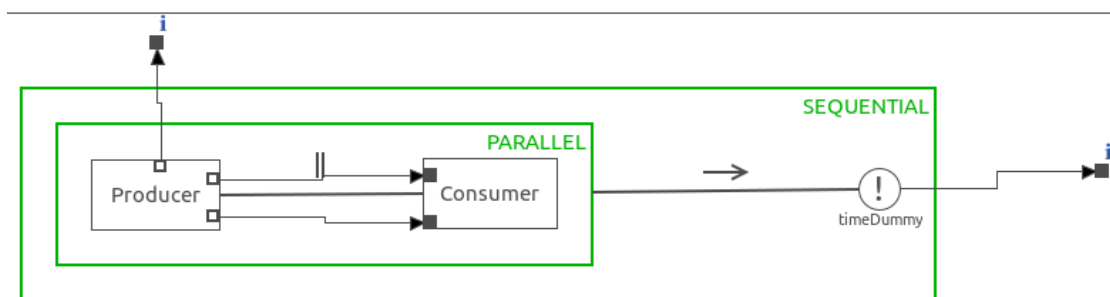 i
SEQUENTIAL
PARALLEL
i
||
Producer
Consumer
!
timeDummy